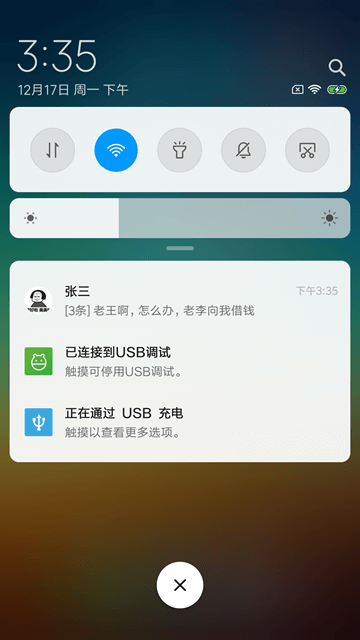 3:35
12月17日 周一 下午
张三
下午3:35
[3条] 老王啊，怎么办，老李向我借钱
已连接到USB调试
触摸可停用USB调试。
正在通过 USB 充电
触摸以查看更多选项。